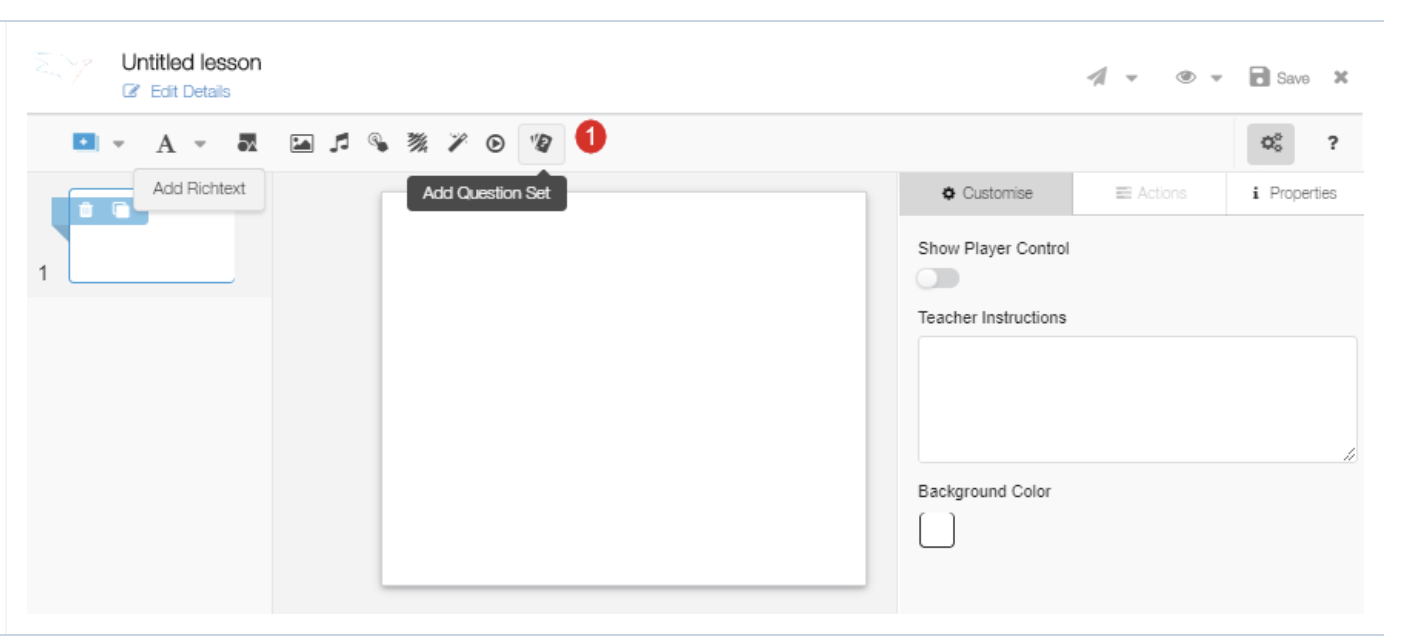 Untitled lesson
Edit Details
Save
A
1
?
Add Richtext
Add Question Set
Customise
Actions
i Properties
1
Show Player Control
Teacher Instructions
Background Color